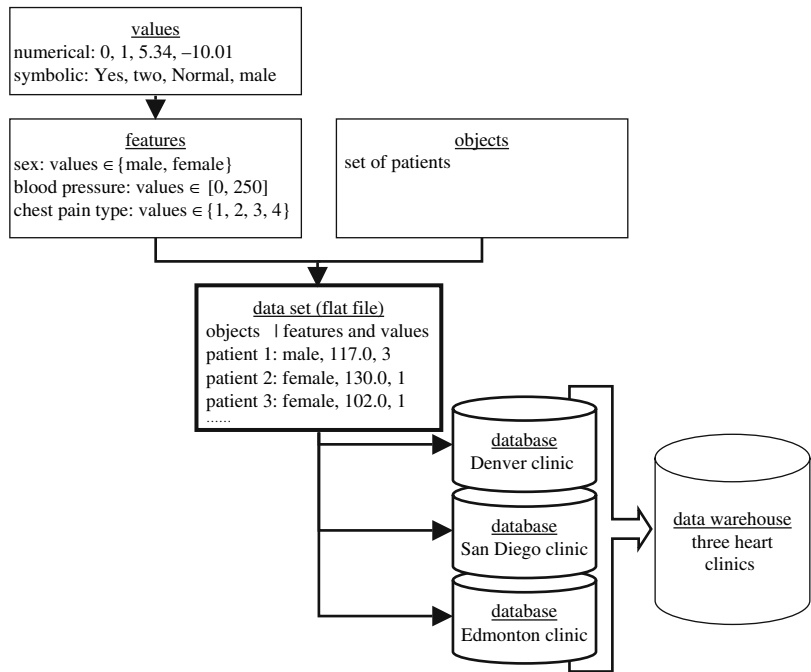 values
numerical: 0, 1, 5.34, –10.01
symbolic: Yes, two, Normal, male
features
sex: values ∈ {male, female}
blood pressure: values ∈ [0, 250]
chest pain type: values ∈ {1, 2, 3, 4}
objects
set of patients
data set (flat file)
objects | features and values
patient 1: male, 117.0, 3
patient 2: female, 130.0, 1
patient 3: female, 102.0, 1
......
database
Denver clinic
database
San Diego clinic
database
Edmonton clinic
data warehouse
three heart
clinics